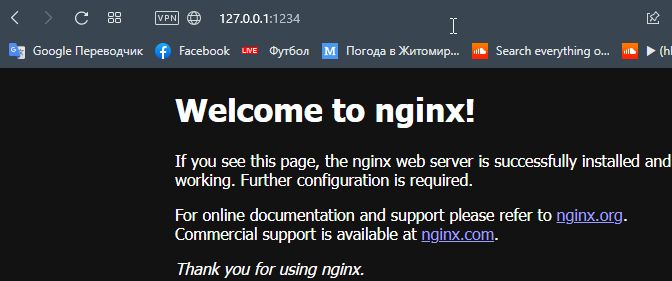 VPN 127.0.0.1:1234
Google Переводчик Facebook LIVE Футбол M Погода в Житомир... Search everything o... (hl
Welcome to nginx!
If you see this page, the nginx web server is successfully installed and
working. Further configuration is required.
For online documentation and support please refer to nginx.org.
Commercial support is available at nginx.com.
Thank you for using nginx.